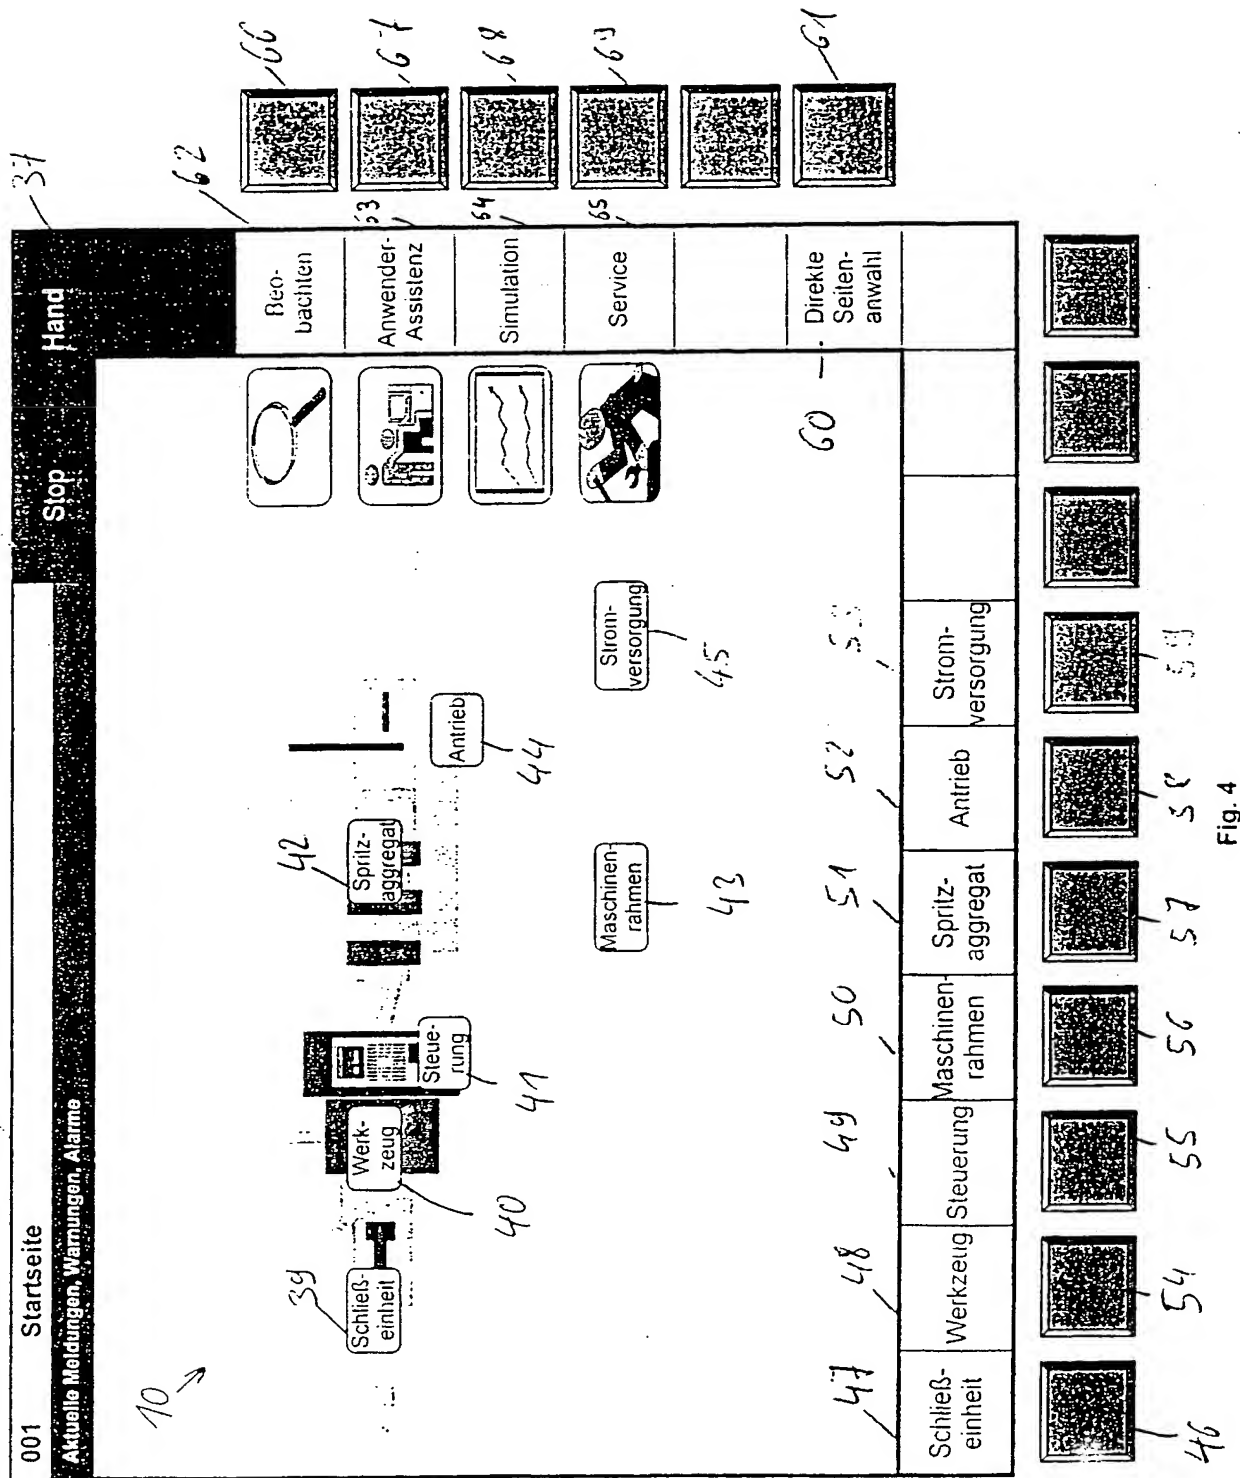 37
001 Startseite Stop Hand
Aktuelle Meldungen, Warnungen, Alarme
62
10
66
Beo-
bachten
42
67
63
Anwender-
Assistenz
39
Schließ-
einheit
Werk-
zeug
Steue-
rung
Spritz-
aggregat
Antrieb
40
41
44
68
64
Simulation
69
65
Service
Maschinen-
rahmen
Strom-
versorgung
43
45
60
Direkte
Seiten-
anwahl
61
47
48
49
50
51
52
53
Schließ-
einheit
Werkzeug
Steuerung
Maschinen-
rahmen
Spritz-
aggregat
Antrieb
Strom-
versorgung
46
54
55
56
57
58
59
Fig. 4